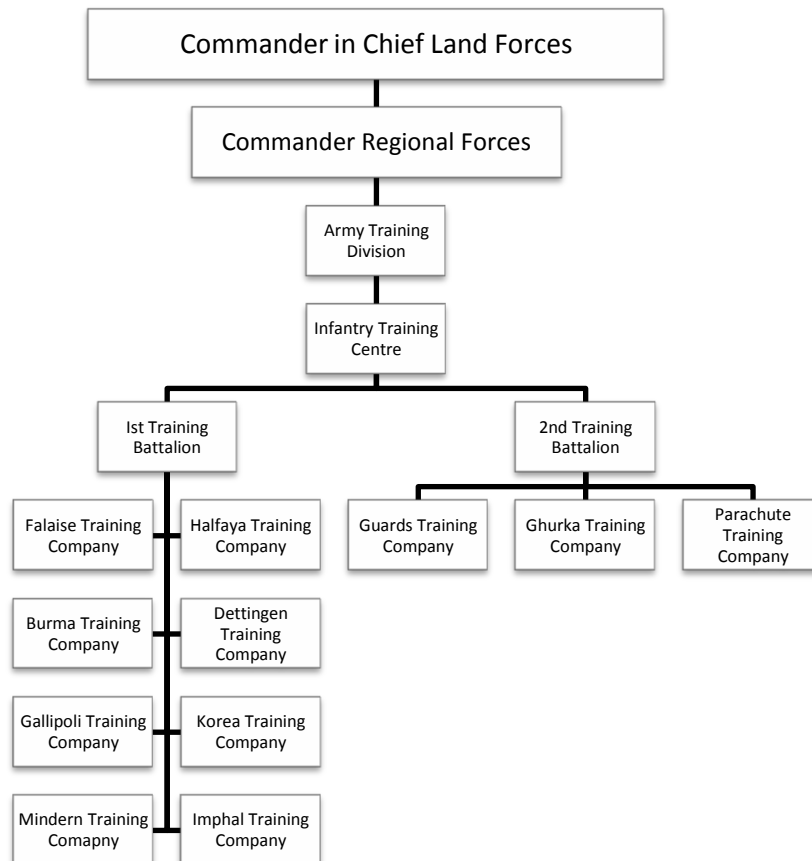 Commander in Chief Land Forces
Commander Regional Forces
Army Training
Division
Infantry Training
Centre
Ist Training
Battalion
2nd Training
Battalion
Falaise Training
Company
Halfaya Training
Company
Guards Training
Company
Ghurka Training
Company
Parachute
Training
Company
Burma Training
Company
Dettingen
Training
Company
Gallipoli Training
Company
Korea Training
Company
Mindern Training
Comapny
Imphal Training
Company